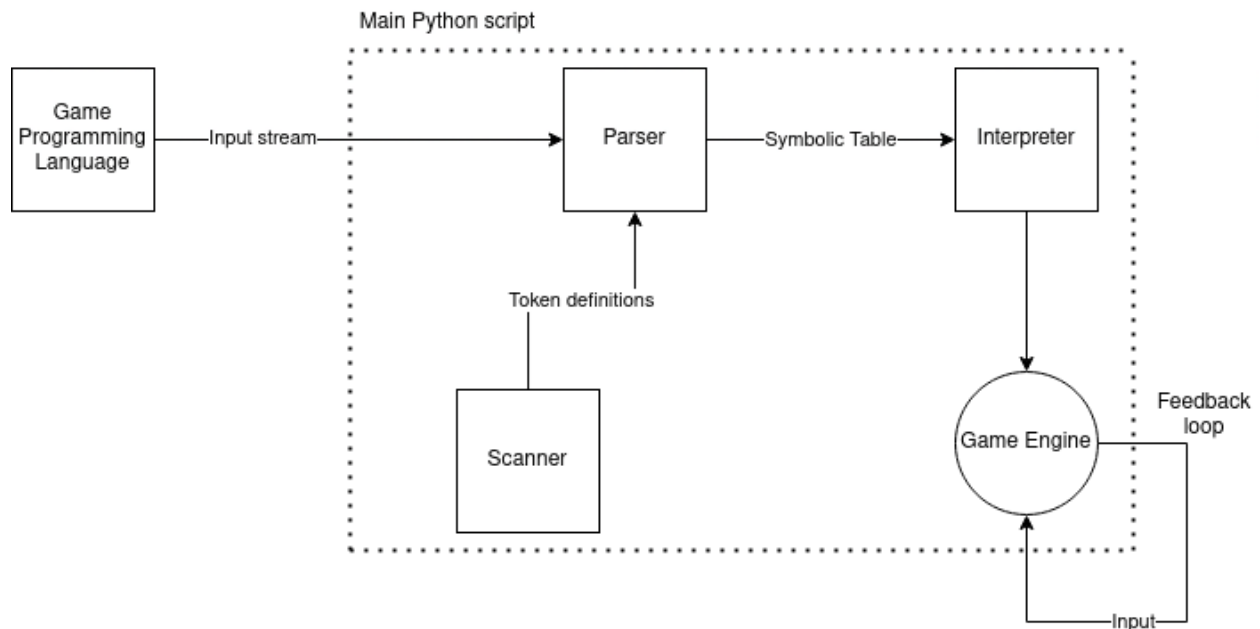 Main Python script
Game
Programming
Language
Input stream
Parser
Symbolic Table
Interpreter
Token definitions
Scanner
Game Engine
Feedback
loop
Input